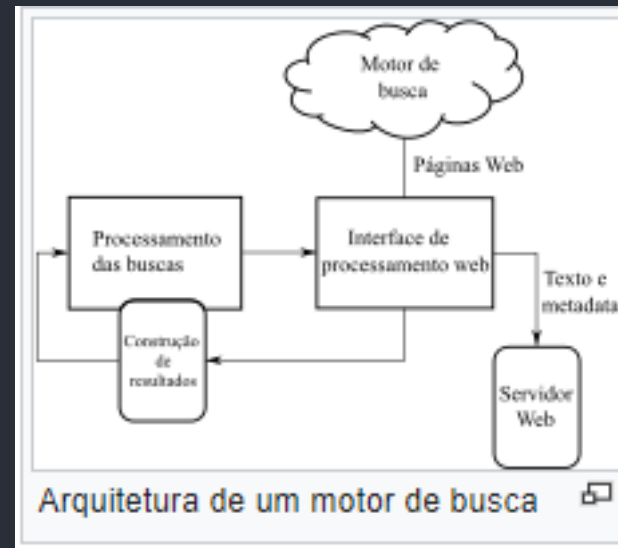 Motor de
busca
Páginas Web
Processamento
das buscas
Interface de
processamento web
Texto e
metadata
Construção
de
resultados
Servidor
Web
Arquitetura de um motor de busca